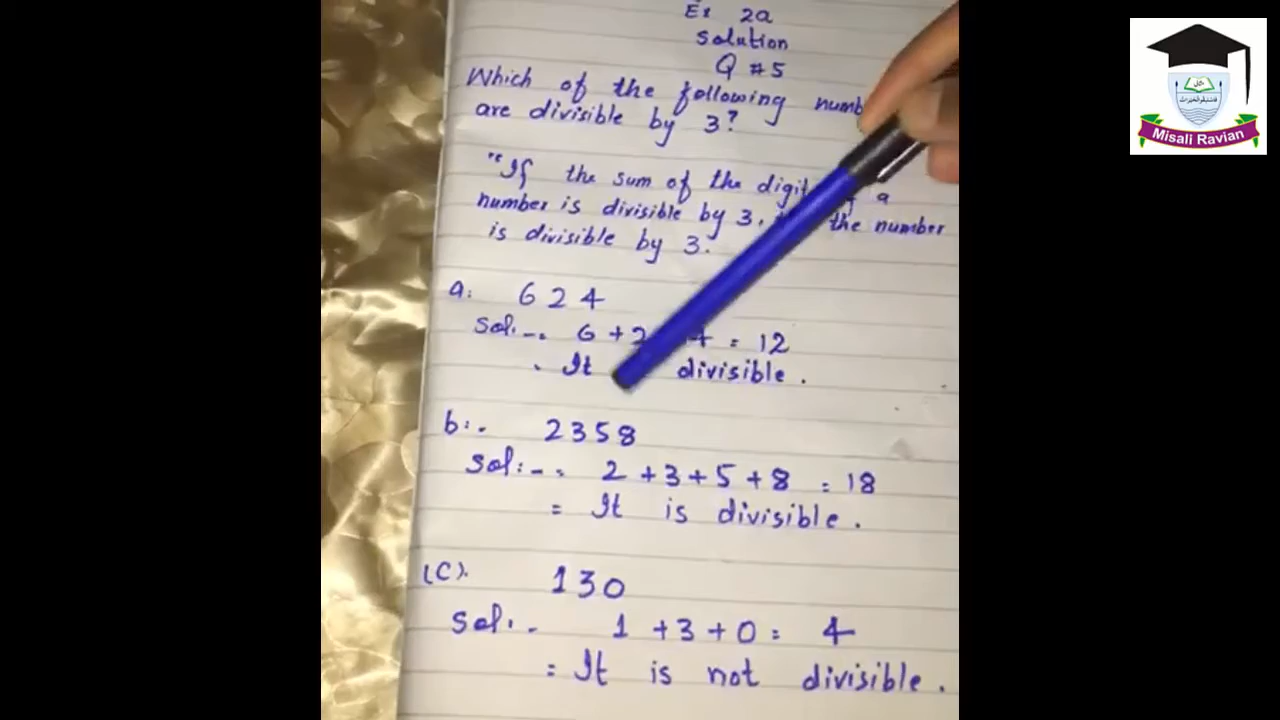 Ex 2a
Solution
Q # 5
Which of the following numb
are divisible by 3?
"If the sum of the digit a
number is divisible by 3. the number
is divisible by 3.
a: 624
Sol:-. 6 + 2 4 = 12
. It divisible.
b:-. 2358
Sol:-. 2 + 3 + 5 + 8 = 18
= It is divisible.
(C). 130
Sol:. - 1 + 3 + 0 = 4
= It is not divisible.
Misali Ravian